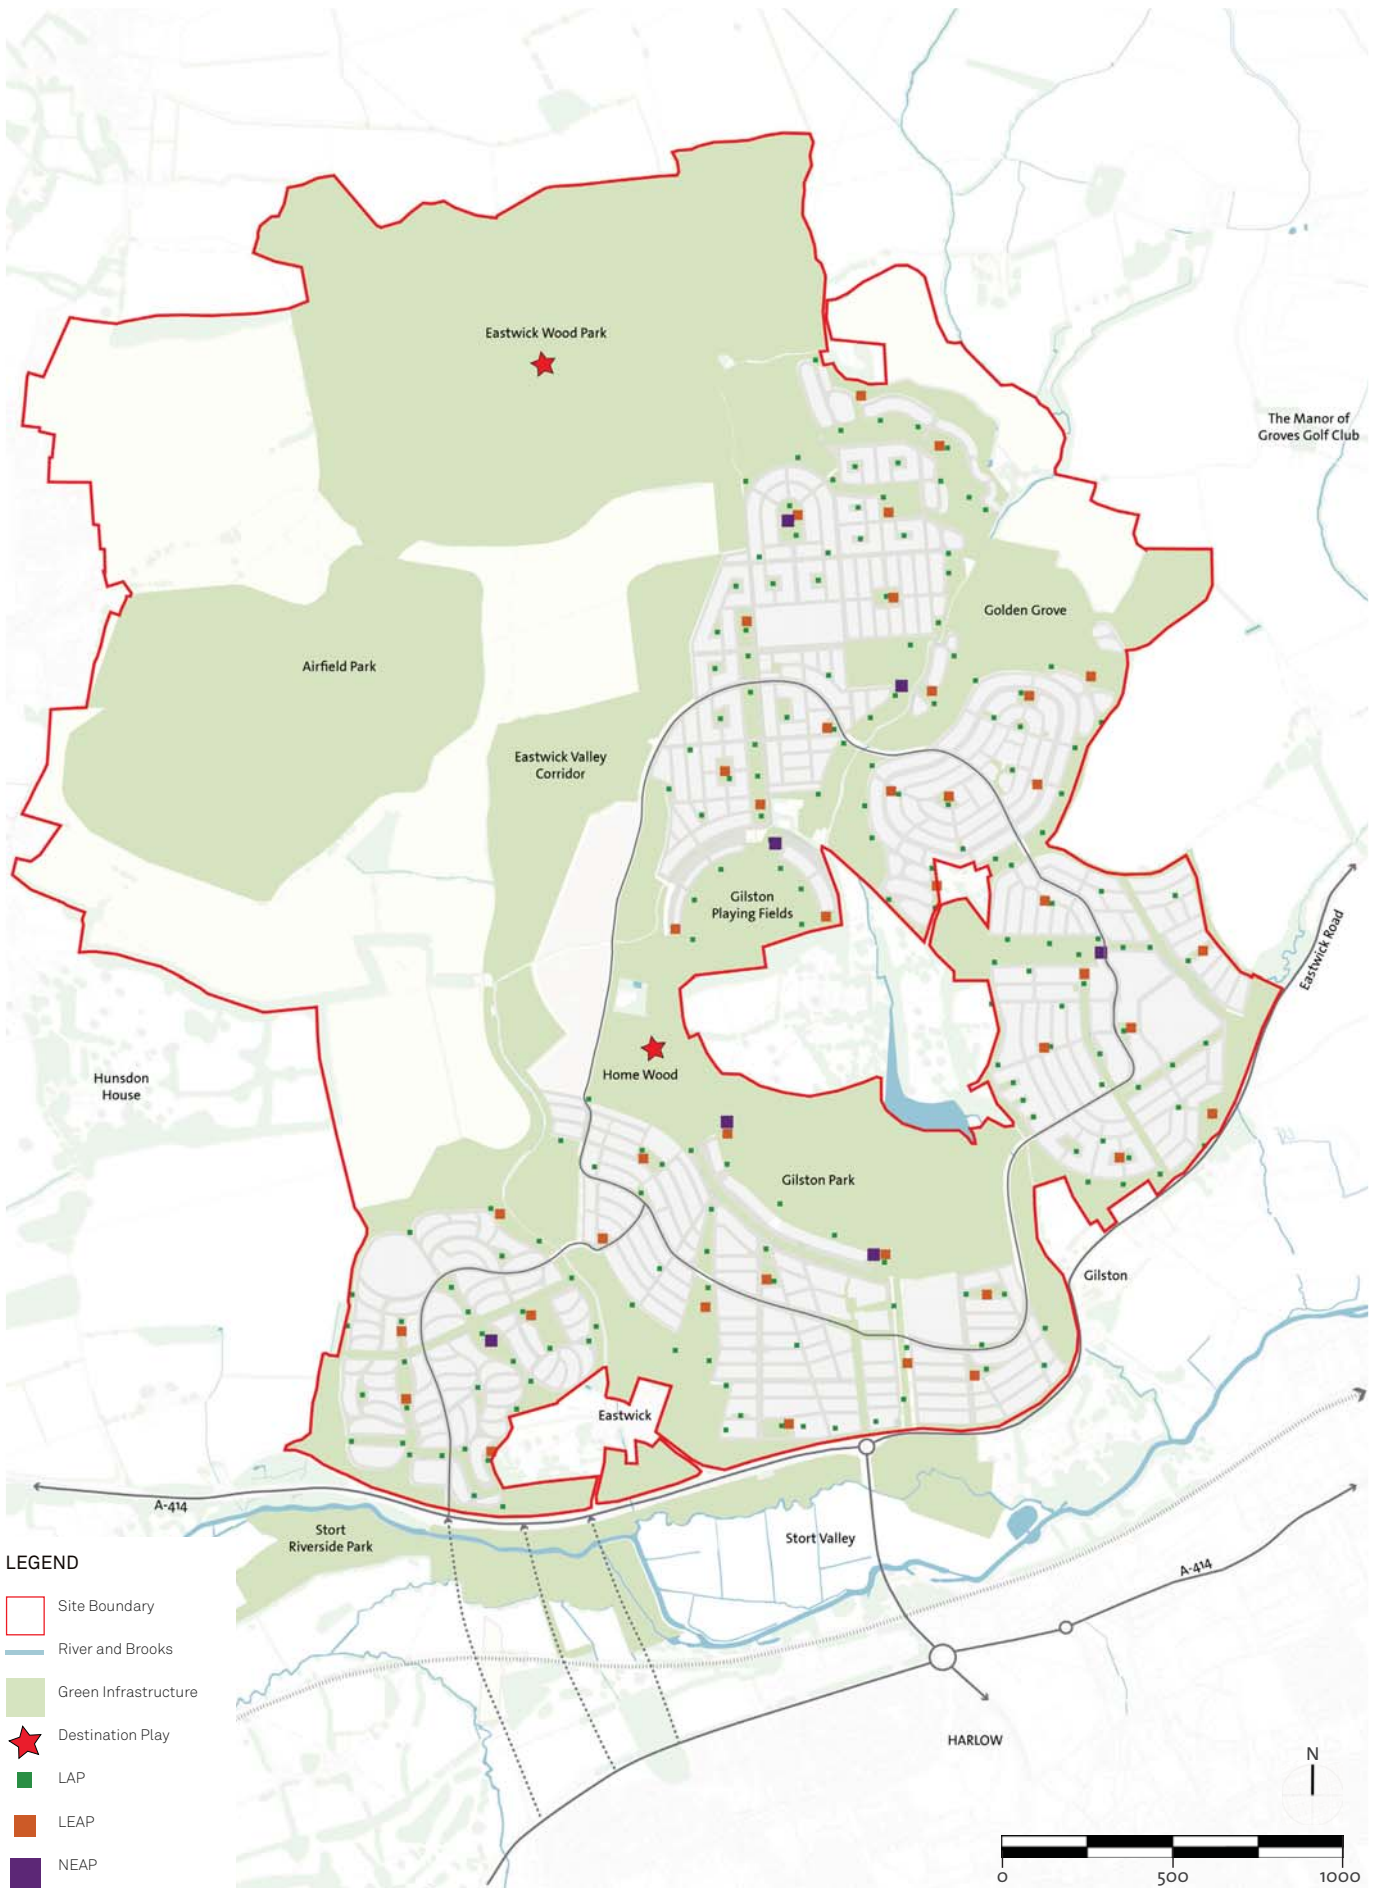 Eastwick Wood Park
The Manor of
Groves Golf Club
Golden Grove
Airfield Park
Eastwick Valley
Corridor
Gilston
Playing Fields
Eastwick Road
Hunsdon
House
Home Wood
Gilston Park
Gilston
Eastwick
A-414
Stort
Riverside Park
Stort Valley
A-414
HARLOW
LEGEND
Site Boundary
River and Brooks
Green Infrastructure
Destination Play
LAP
LEAP
NEAP
N
0 500 1000